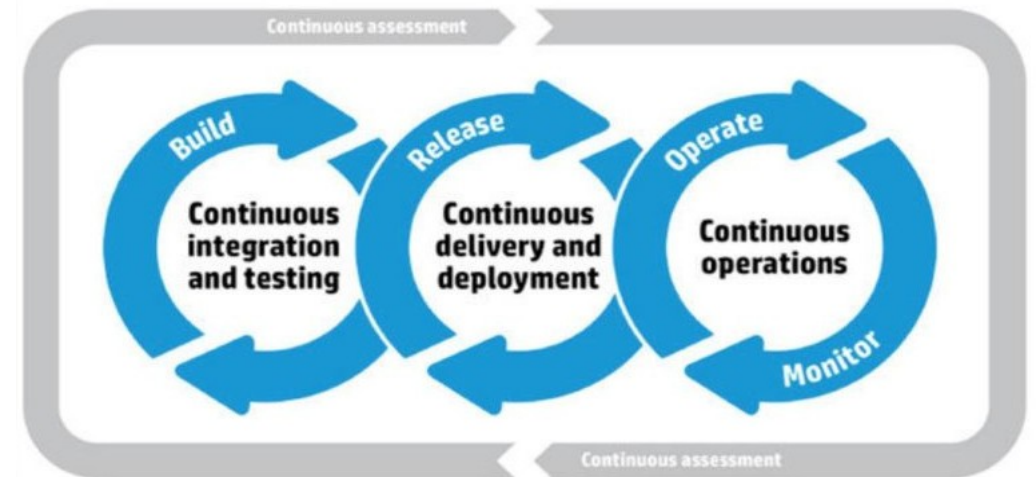 Continuous assessment
Build
Release
Operate
Continuous
integration
and testing
Continuous
delivery and
deployment
Continuous
operations
Monitor
Continuous assessment